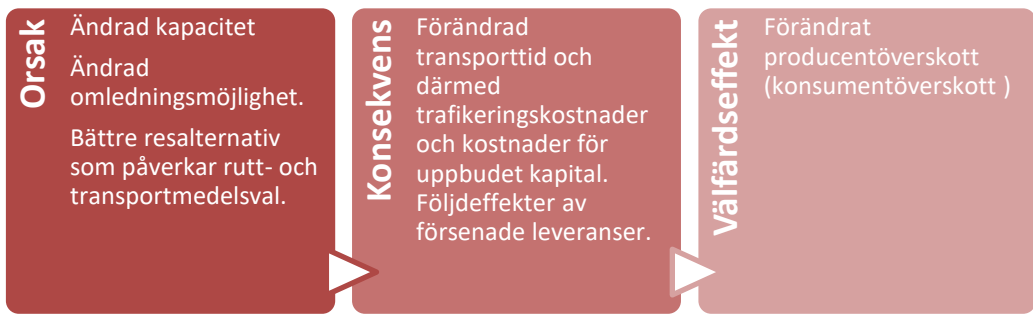 Orsak
Ändrad kapacitet
Ändrad
omledningsmöjlighet.
Bättre resalternativ
som påverkar rutt- och
transportmedelsval.
Konsekvens
Förändrad
transporttid och
därmed
trafikeringskostnader
och kostnader för
uppbudet kapital.
Följdeffekter av
försenade leveranser.
Välfärdseffekt
Förändrat
producentöverskott
(konsumentöverskott )